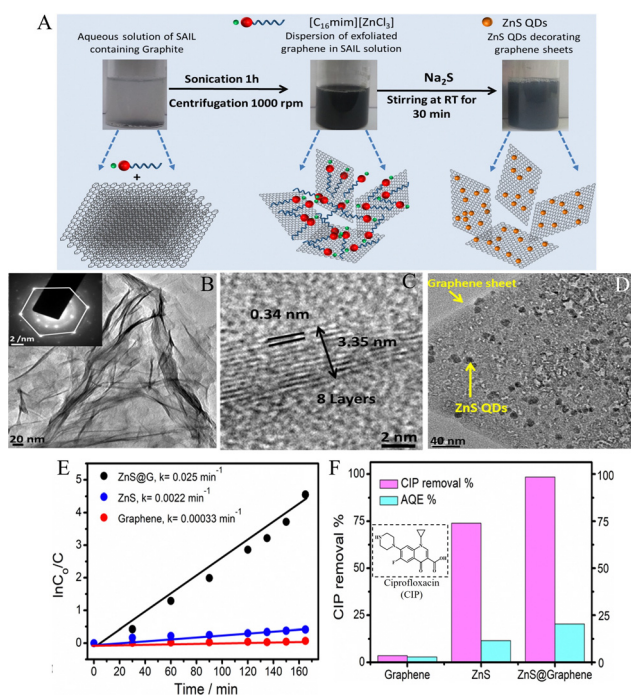 A
[C16mim][ZnCl3]
ZnS QDs
Aqueous solution of SAIL
containing Graphite
Dispersion of exfoliated
graphene in SAIL solution
ZnS QDs decorating
graphene sheets
Sonication 1h
Centrifugation 1000 rpm
Na2S
Stirring at RT for
30 min
+
B
2 /nm
20 nm
C
0.34 nm
3.35 nm
8 Layers
2 nm
D
Graphene sheet
ZnS QDs
40 nm
E
ZnS@G, k= 0.025 min-1
ZnS, k= 0.0022 min-1
Graphene, k= 0.00033 min-1
lnCo/C
5
4
3
2
1
0
0 20 40 60 80 100 120 140 160
Time / min
F
CIP removal %
AQE %
CIP removal %
100
75
50
25
0
100
75
50
25
0
HN
N
N
F
O
O
OH
Ciprofloxacin
(CIP)
Graphene
ZnS
ZnS@Graphene